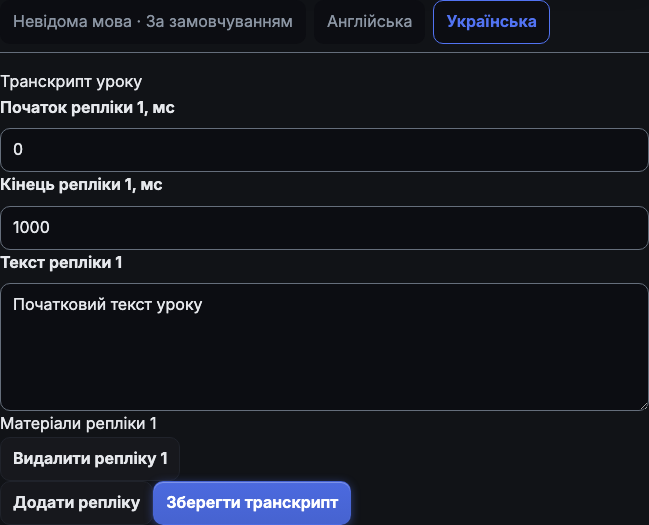 Невідома мова · За замовчуванням Англійська Українська
Транскрипт уроку
Початок репліки 1, мс
0
Кінець репліки 1, мс
1000
Текст репліки 1
Початковий текст уроку
Матеріали репліки 1
Видалити репліку 1
Додати репліку Зберегти транскрипт